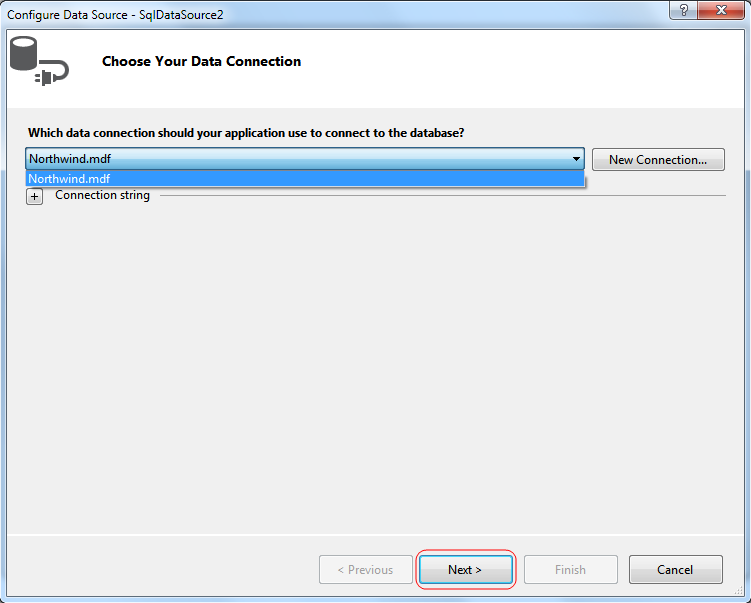 Configure Data Source - SqlDataSource2
?
Choose Your Data Connection
Which data connection should your application use to connect to the database?
Northwind.mdf
New Connection...
Northwind.mdf
+ Connection string
< Previous
Next >
Finish
Cancel